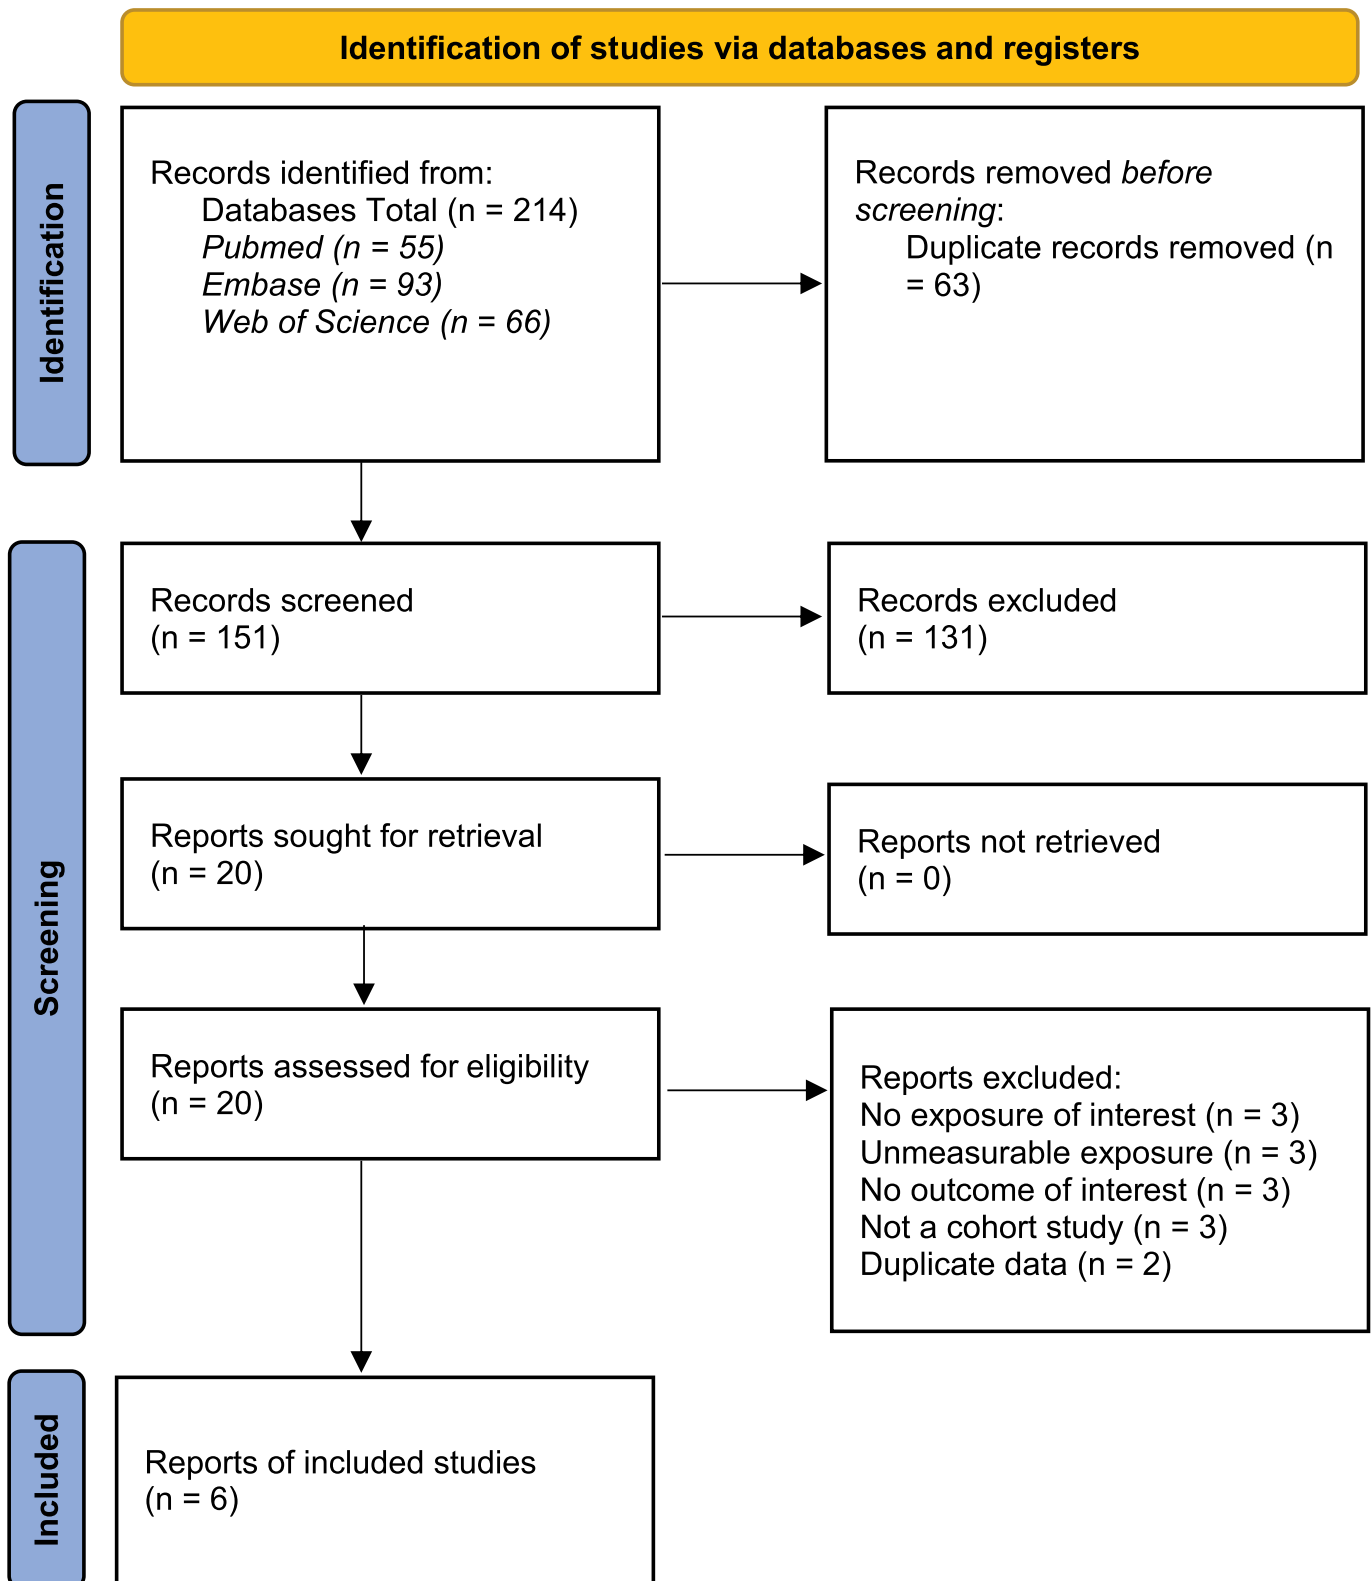 Identification of studies via databases and registers
Identification
Records identified from:
Databases Total (n = 214)
Pubmed (n = 55)
Embase (n = 93)
Web of Science (n = 66)
Records removed before
screening:
Duplicate records removed (n
= 63)
Screening
Records screened
(n = 151)
Records excluded
(n = 131)
Reports sought for retrieval
(n = 20)
Reports not retrieved
(n = 0)
Reports assessed for eligibility
(n = 20)
Reports excluded:
No exposure of interest (n = 3)
Unmeasurable exposure (n = 3)
No outcome of interest (n = 3)
Not a cohort study (n = 3)
Duplicate data (n = 2)
Included
Reports of included studies
(n = 6)